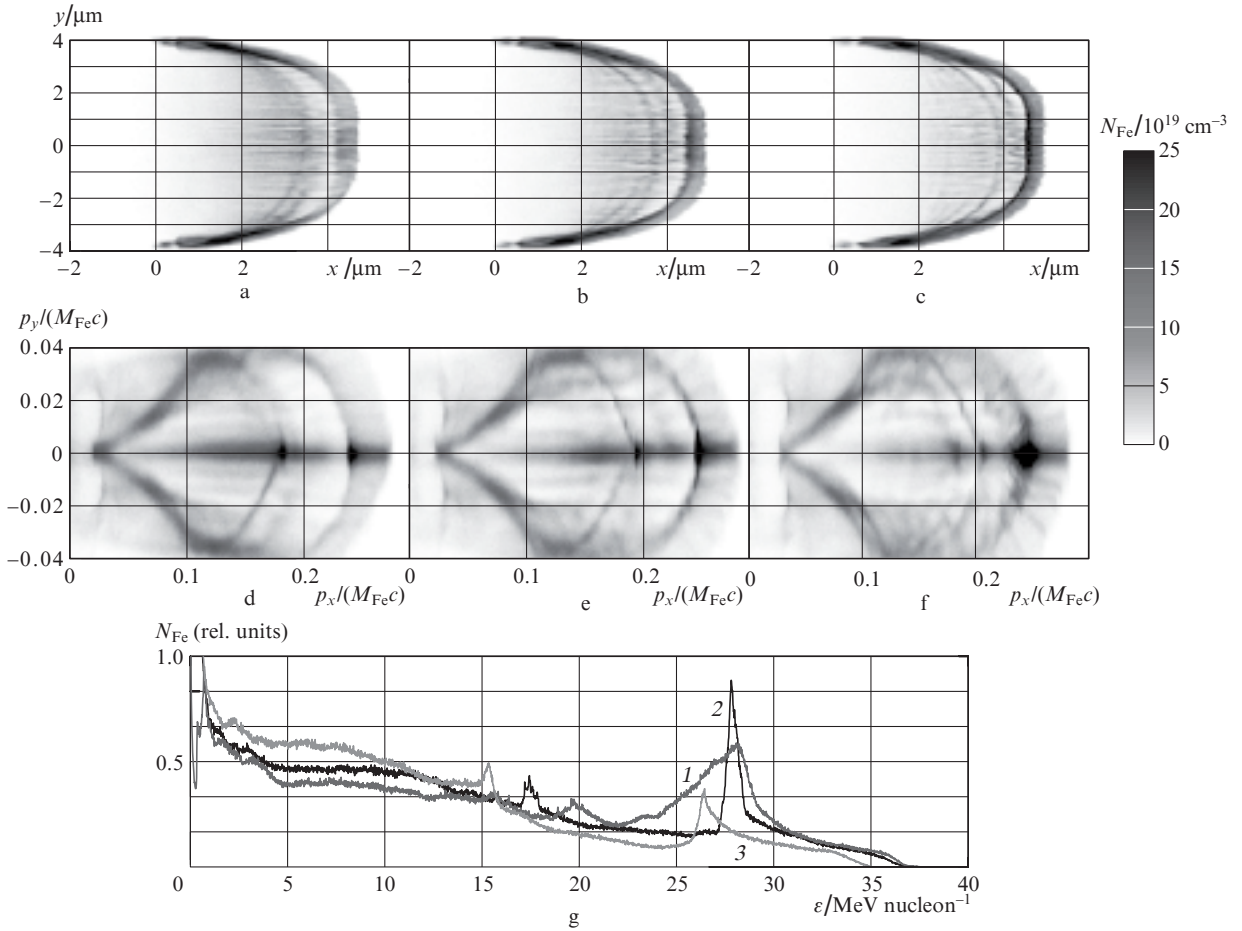 y/μm
4
2
0
−2
−4
N_Fe/10^19 cm^−3
25
20
15
10
5
0
−2 0 2 x/μm −2 0 2 x/μm −2 0 2 x/μm
a b c
p_y/(M_Fe c)
0.04
0.02
0
−0.02
−0.04
0 0.1 0.2 0 0.1 0.2 0 0.1 0.2
d p_x/(M_Fe c) e p_x/(M_Fe c) f p_x/(M_Fe c)
N_Fe (rel. units)
1.0
0.5
2
1
3
0 5 10 15 20 25 30 35 40
ε/MeV nucleon^−1
g